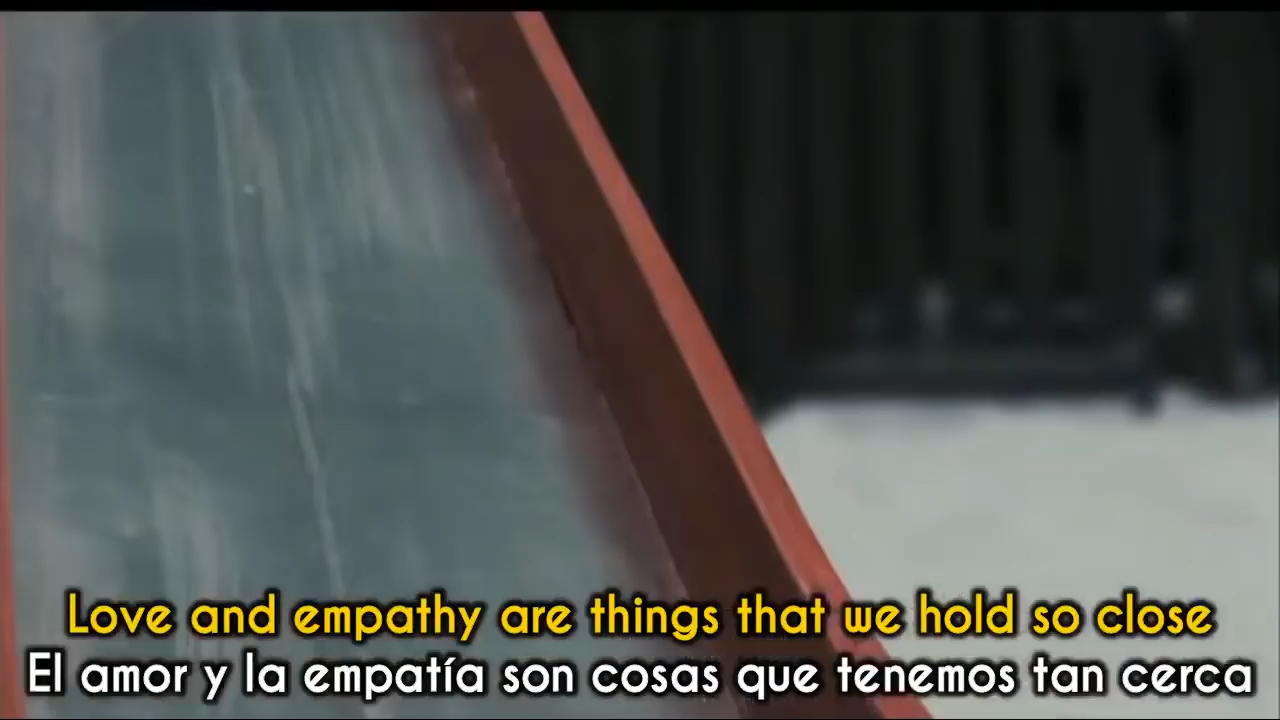 Love and empathy are things that we hold so close
El amor y la empatía son cosas que tenemos tan cerca